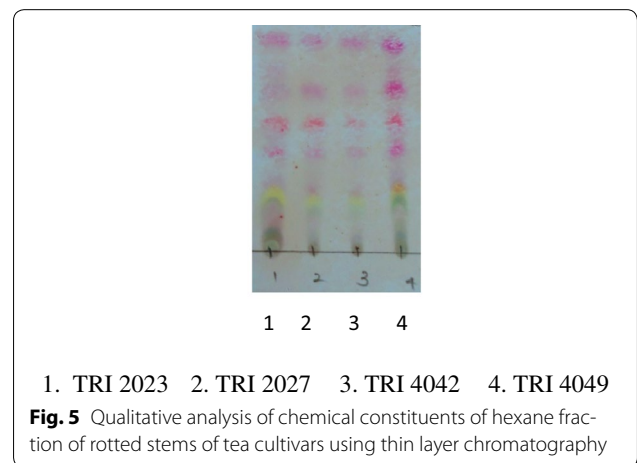 1 2 3 4
1 2 3 4
1. TRI 2023 2. TRI 2027 3. TRI 4042 4. TRI 4049
Fig. 5 Qualitative analysis of chemical constituents of hexane frac-
tion of rotted stems of tea cultivars using thin layer chromatography